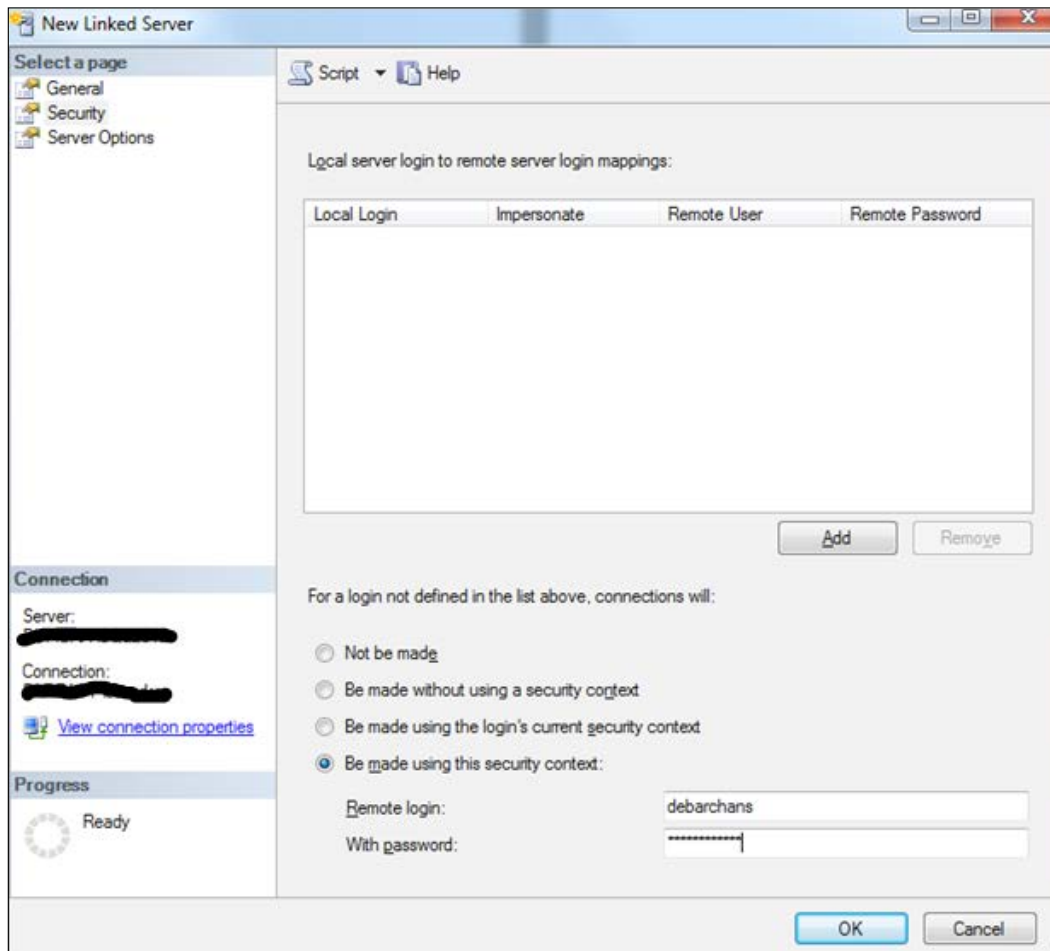 New Linked Server
Select a page
General
Security
Server Options
Script Help
Local server login to remote server login mappings:
Local Login Impersonate Remote User Remote Password
Add Remove
For a login not defined in the list above, connections will:
Not be made
Be made without using a security context
Be made using the login's current security context
Be made using this security context:
Remote login: debarchans
With password: ************
Connection
Server:
Connection:
View connection properties
Progress
Ready
OK Cancel